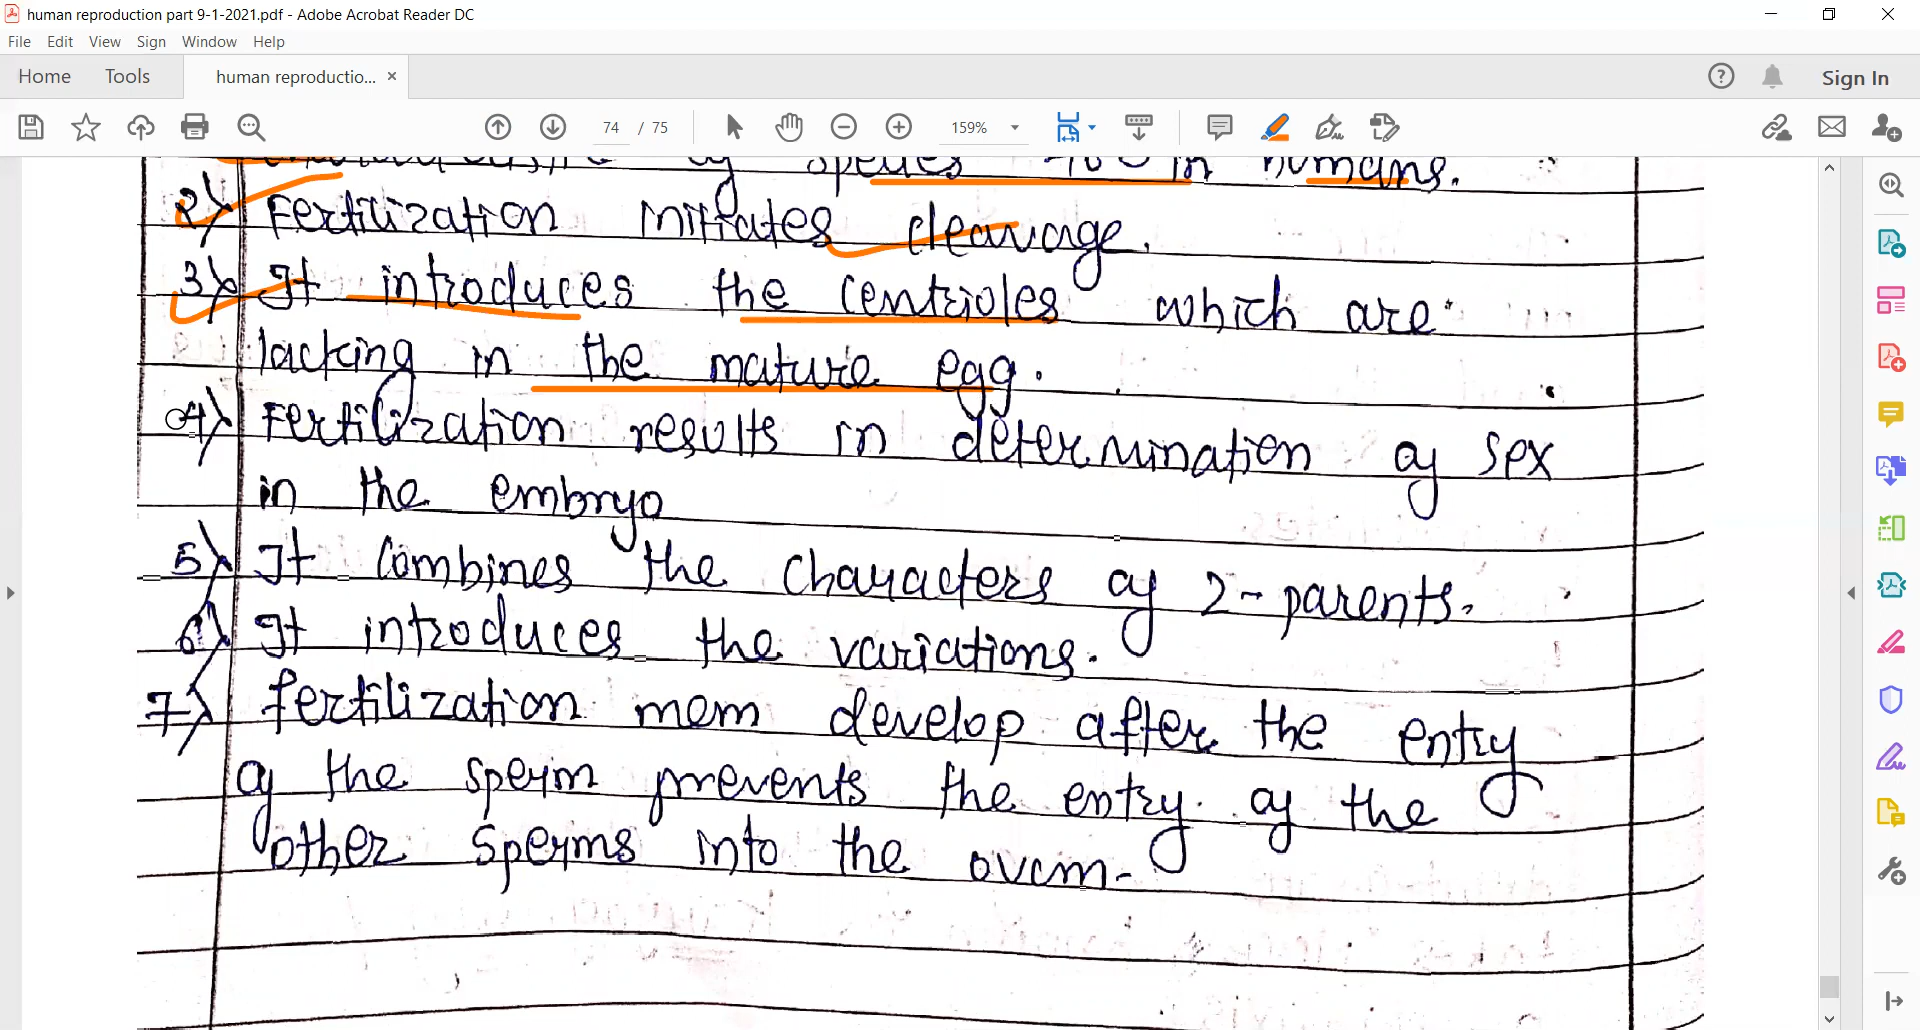 human reproduction part 9-1-2021.pdf - Adobe Acrobat Reader DC
File Edit View Sign Window Help
Home Tools human reproductio... × Sign In
74 / 75 159%
of species in humans.
2) Fertilization initiates cleavage.
3) It introduces the centrioles which are
lacking in the mature egg.
4) Fertilization results in determination of sex
in the embryo
5) It combines the characters of 2-parents.
6) It introduces the variations.
7) fertilization mem develop after the entry
of the sperm prevents the entry of the
other sperms into the ovum.